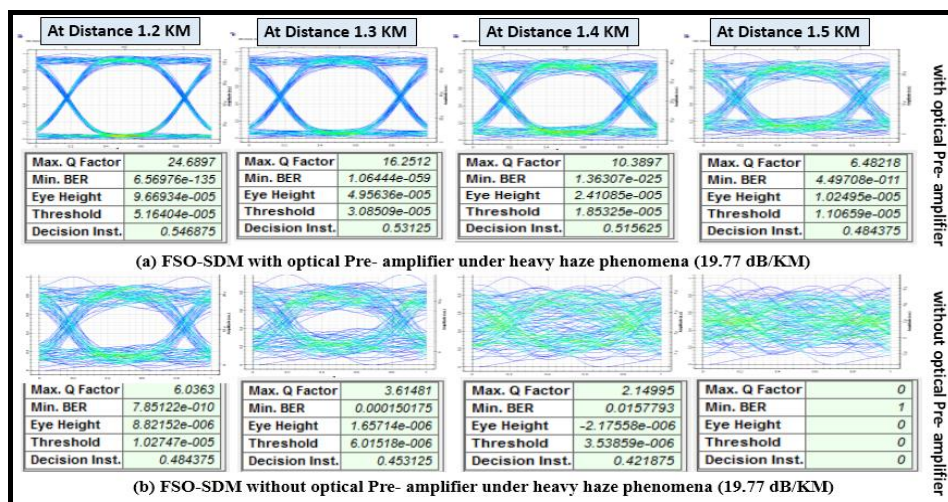 At Distance 1.2 KM
At Distance 1.3 KM
At Distance 1.4 KM
At Distance 1.5 KM
with optical Pre- amplifier
Max. Q Factor 24.6897
Min. BER 6.56976e-135
Eye Height 9.66934e-005
Threshold 5.16404e-005
Decision Inst. 0.546875
Max. Q Factor 16.2512
Min. BER 1.06444e-059
Eye Height 4.95636e-005
Threshold 3.08509e-005
Decision Inst. 0.53125
Max. Q Factor 10.3897
Min. BER 1.36307e-025
Eye Height 2.41085e-005
Threshold 1.85325e-005
Decision Inst. 0.515625
Max. Q Factor 6.48218
Min. BER 4.49708e-011
Eye Height 1.02495e-005
Threshold 1.10659e-005
Decision Inst. 0.484375
(a) FSO-SDM with optical Pre- amplifier under heavy haze phenomena (19.77 dB/KM)
without optical Pre- amplifier
Max. Q Factor 6.0363
Min. BER 7.85122e-010
Eye Height 8.82152e-006
Threshold 1.02747e-005
Decision Inst. 0.484375
Max. Q Factor 3.61481
Min. BER 0.000150175
Eye Height 1.65714e-006
Threshold 6.01518e-006
Decision Inst. 0.453125
Max. Q Factor 2.14995
Min. BER 0.0157793
Eye Height -2.17558e-006
Threshold 3.53859e-006
Decision Inst. 0.421875
Max. Q Factor 0
Min. BER 1
Eye Height 0
Threshold 0
Decision Inst. 0
(b) FSO-SDM without optical Pre- amplifier under heavy haze phenomena (19.77 dB/KM)